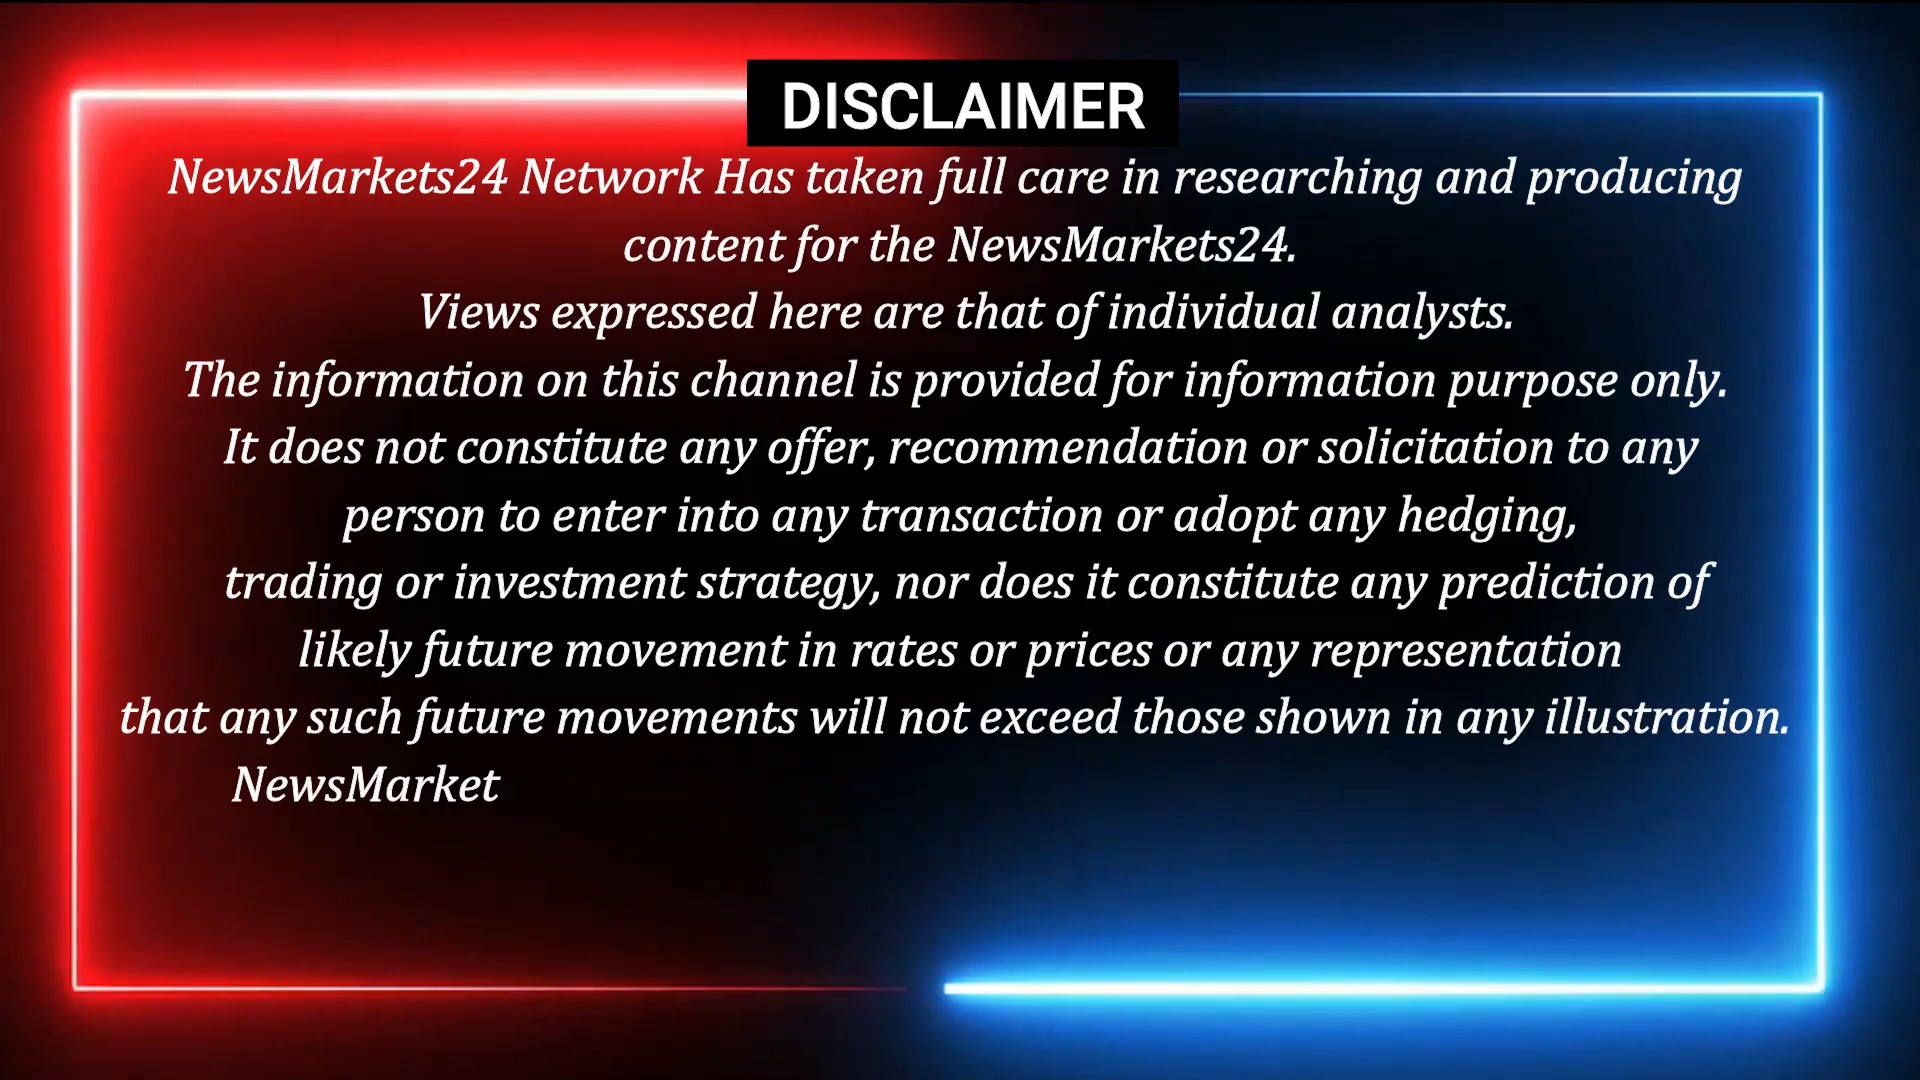 DISCLAIMER
NewsMarkets24 Network Has taken full care in researching and producing
content for the NewsMarkets24.
Views expressed here are that of individual analysts.
The information on this channel is provided for information purpose only.
It does not constitute any offer, recommendation or solicitation to any
person to enter into any transaction or adopt any hedging,
trading or investment strategy, nor does it constitute any prediction of
likely future movement in rates or prices or any representation
that any such future movements will not exceed those shown in any illustration.
NewsMarket